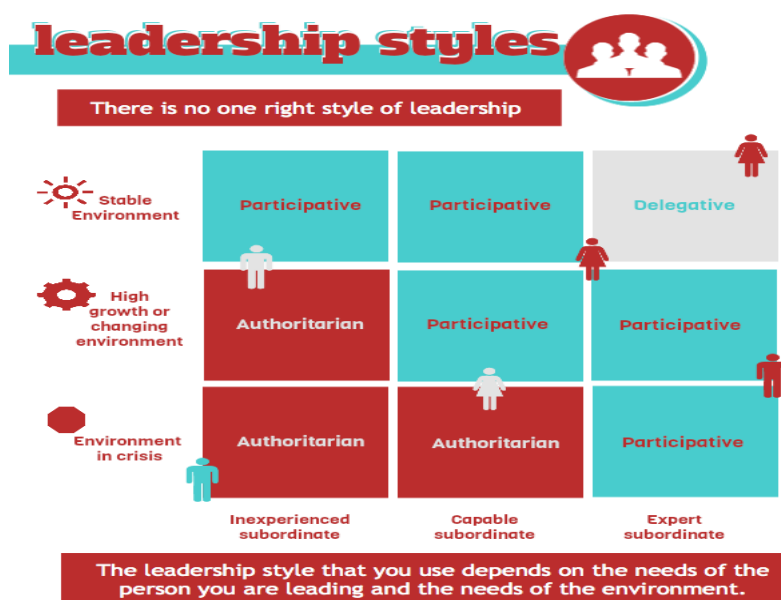 leadership styles
There is no one right style of leadership
Stable
Environment
Participative
Participative
Delegative
High
growth or
changing
environment
Authoritarian
Participative
Participative
Environment
in crisis
Authoritarian
Authoritarian
Participative
Inexperienced
subordinate
Capable
subordinate
Expert
subordinate
The leadership style that you use depends on the needs of the
person you are leading and the needs of the environment.